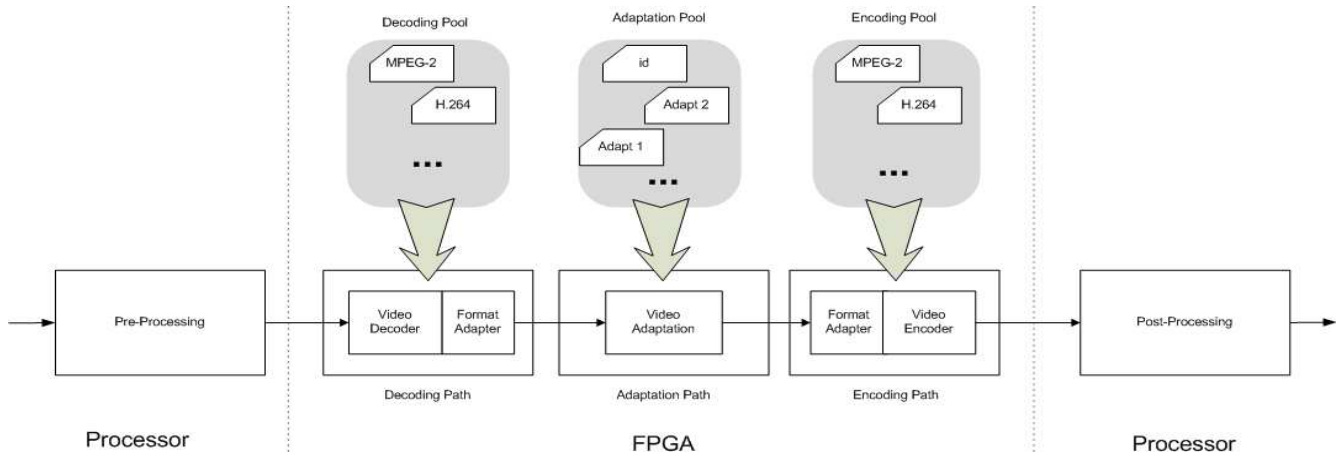 Decoding Pool
Adaptation Pool
Encoding Pool
MPEG-2
H.264
...
id
Adapt 2
Adapt 1
...
MPEG-2
H.264
...
Pre-Processing
Video
Decoder
Format
Adapter
Video
Adaptation
Format
Adapter
Video
Encoder
Post-Processing
Decoding Path
Adaptation Path
Encoding Path
Processor
FPGA
Processor